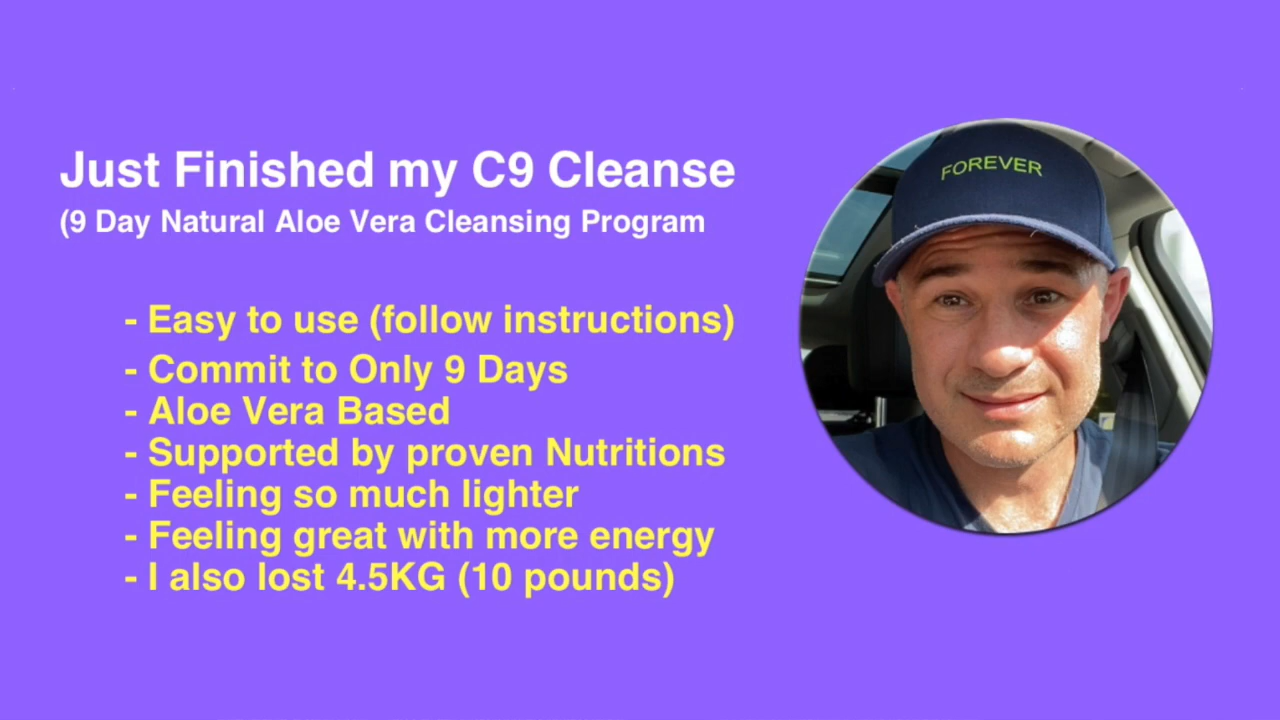 Just Finished my C9 Cleanse
(9 Day Natural Aloe Vera Cleansing Program
- Easy to use (follow instructions)
- Commit to Only 9 Days
- Aloe Vera Based
- Supported by proven Nutritions
- Feeling so much lighter
- Feeling great with more energy
- I also lost 4.5KG (10 pounds)
FOREVER